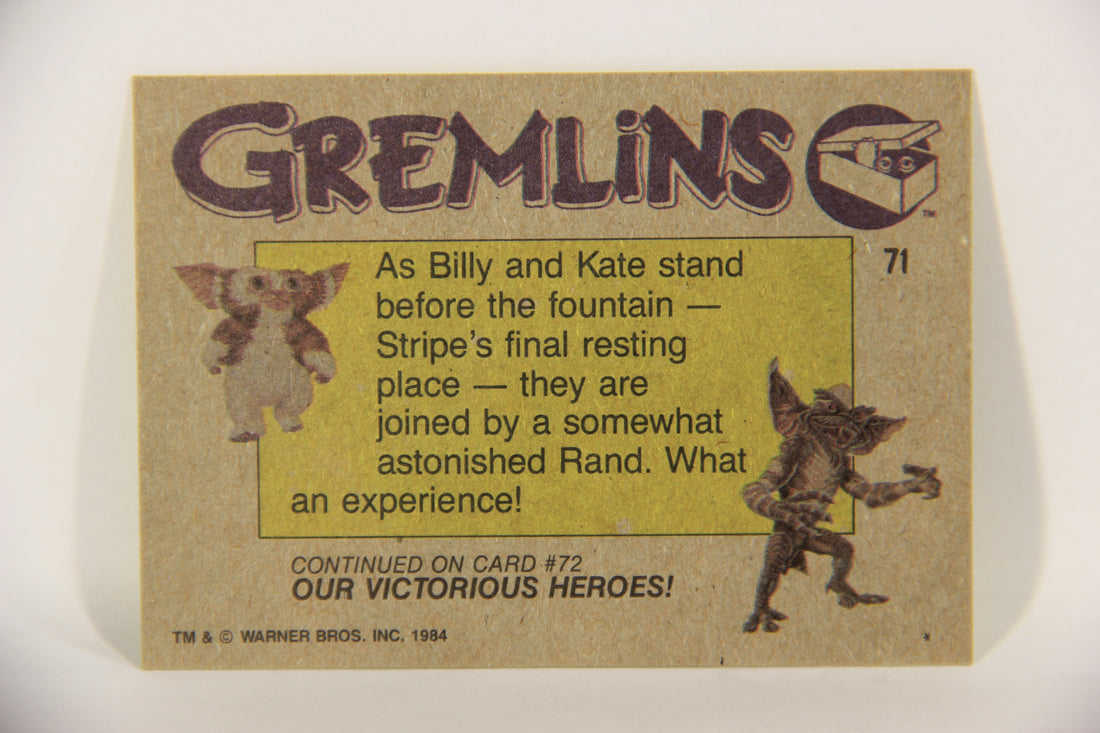 GREMLiNS
TM
71
As Billy and Kate stand
before the fountain —
Stripe's final resting
place — they are
joined by a somewhat
astonished Rand. What
an experience!
CONTINUED ON CARD #72
OUR VICTORIOUS HEROES!
TM & © WARNER BROS. INC. 1984
*